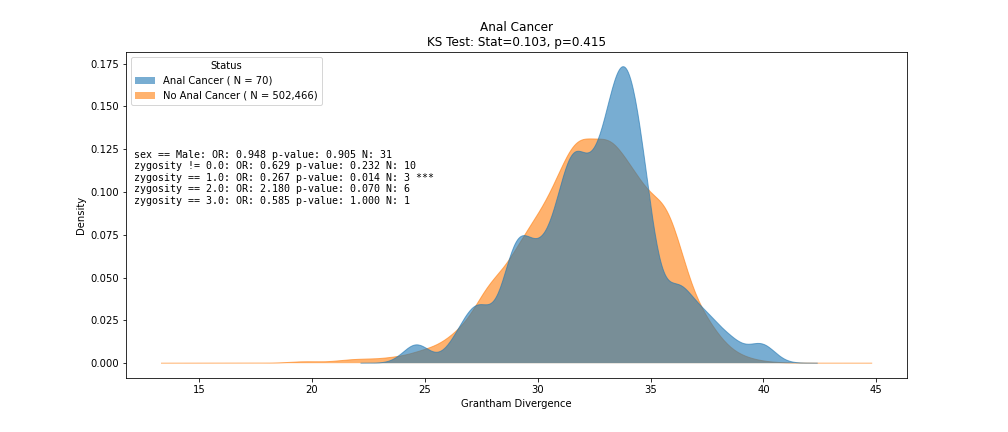 Anal Cancer
KS Test: Stat=0.103, p=0.415
Status
Anal Cancer ( N = 70)
No Anal Cancer ( N = 502,466)
sex == Male: OR: 0.948 p-value: 0.905 N: 31
zygosity != 0.0: OR: 0.629 p-value: 0.232 N: 10
zygosity == 1.0: OR: 0.267 p-value: 0.014 N: 3 ***
zygosity == 2.0: OR: 2.180 p-value: 0.070 N: 6
zygosity == 3.0: OR: 0.585 p-value: 1.000 N: 1
Density
0.175
0.150
0.125
0.100
0.075
0.050
0.025
0.000
15 20 25 30 35 40 45
Grantham Divergence